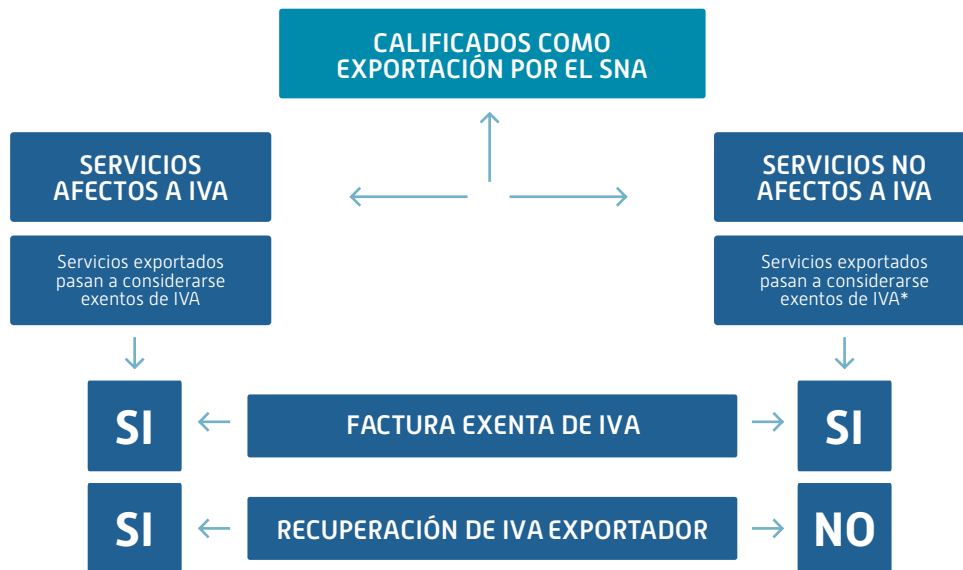 CALIFICADOS COMO
EXPORTACIÓN POR EL SNA
SERVICIOS
AFECTOS A IVA
SERVICIOS NO
AFECTOS A IVA
Servicios exportados
pasan a considerarse
exentos de IVA
Servicios exportados
pasan a considerarse
exentos de IVA*
SI
FACTURA EXENTA DE IVA
SI
SI
RECUPERACIÓN DE IVA EXPORTADOR
NO